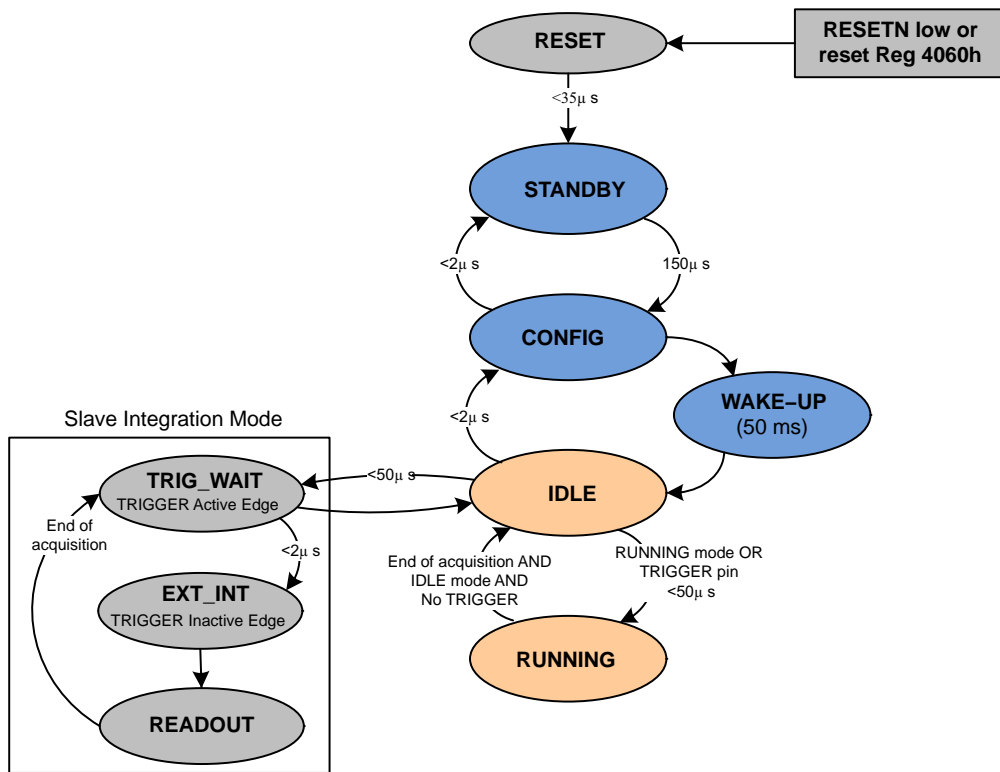 RESET
RESETN low or
reset Reg 4060h
<35μ s
STANDBY
<2μ s
150μ s
CONFIG
WAKE−UP
(50 ms)
<2μ s
Slave Integration Mode
<50μ s
TRIG_WAIT
TRIGGER Active Edge
IDLE
End of
acquisition
<2μ s
End of acquisition AND
IDLE mode AND
No TRIGGER
RUNNING mode OR
TRIGGER pin
<50μ s
EXT_INT
TRIGGER Inactive Edge
RUNNING
READOUT